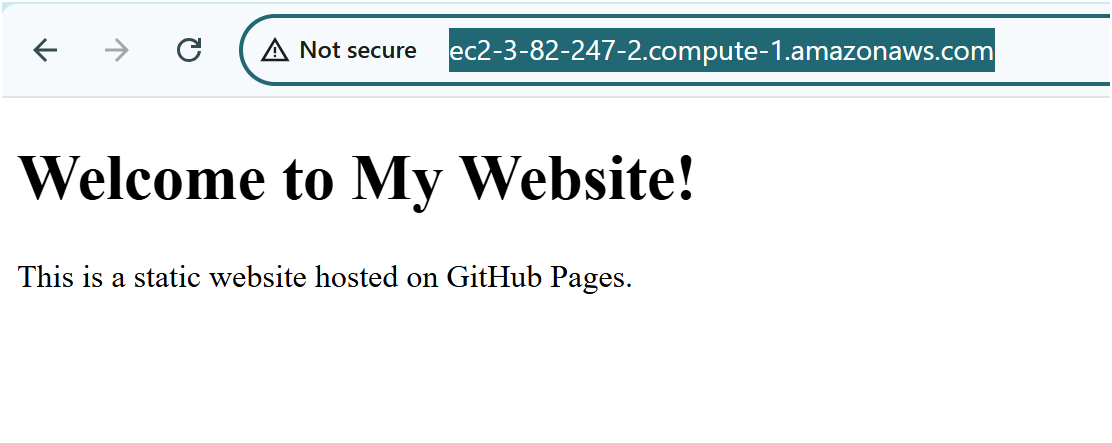 Not secure ec2-3-82-247-2.compute-1.amazonaws.com
Welcome to My Website!
This is a static website hosted on GitHub Pages.